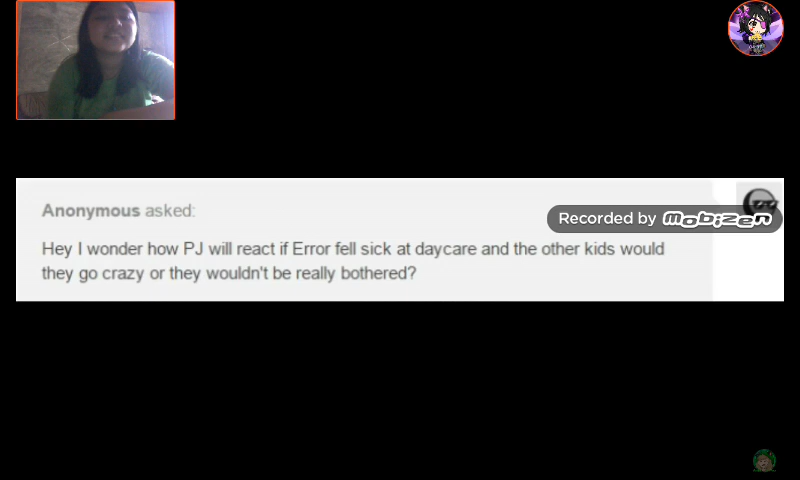 Anonymous asked:
Recorded by mobizen
Hey I wonder how PJ will react if Error fell sick at daycare and the other kids would
they go crazy or they wouldn't be really bothered?